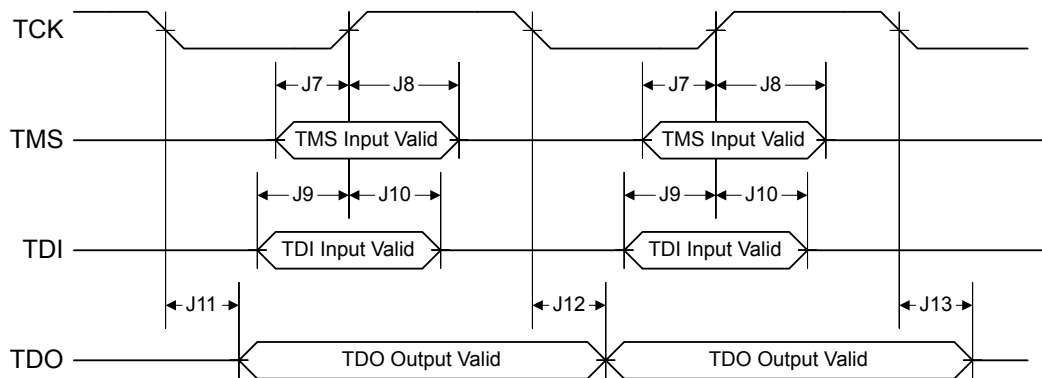 TCK
J7 J8 J7 J8
TMS TMS Input Valid TMS Input Valid
J9 J10 J9 J10
TDI TDI Input Valid TDI Input Valid
J11 J12 J13
TDO TDO Output Valid TDO Output Valid